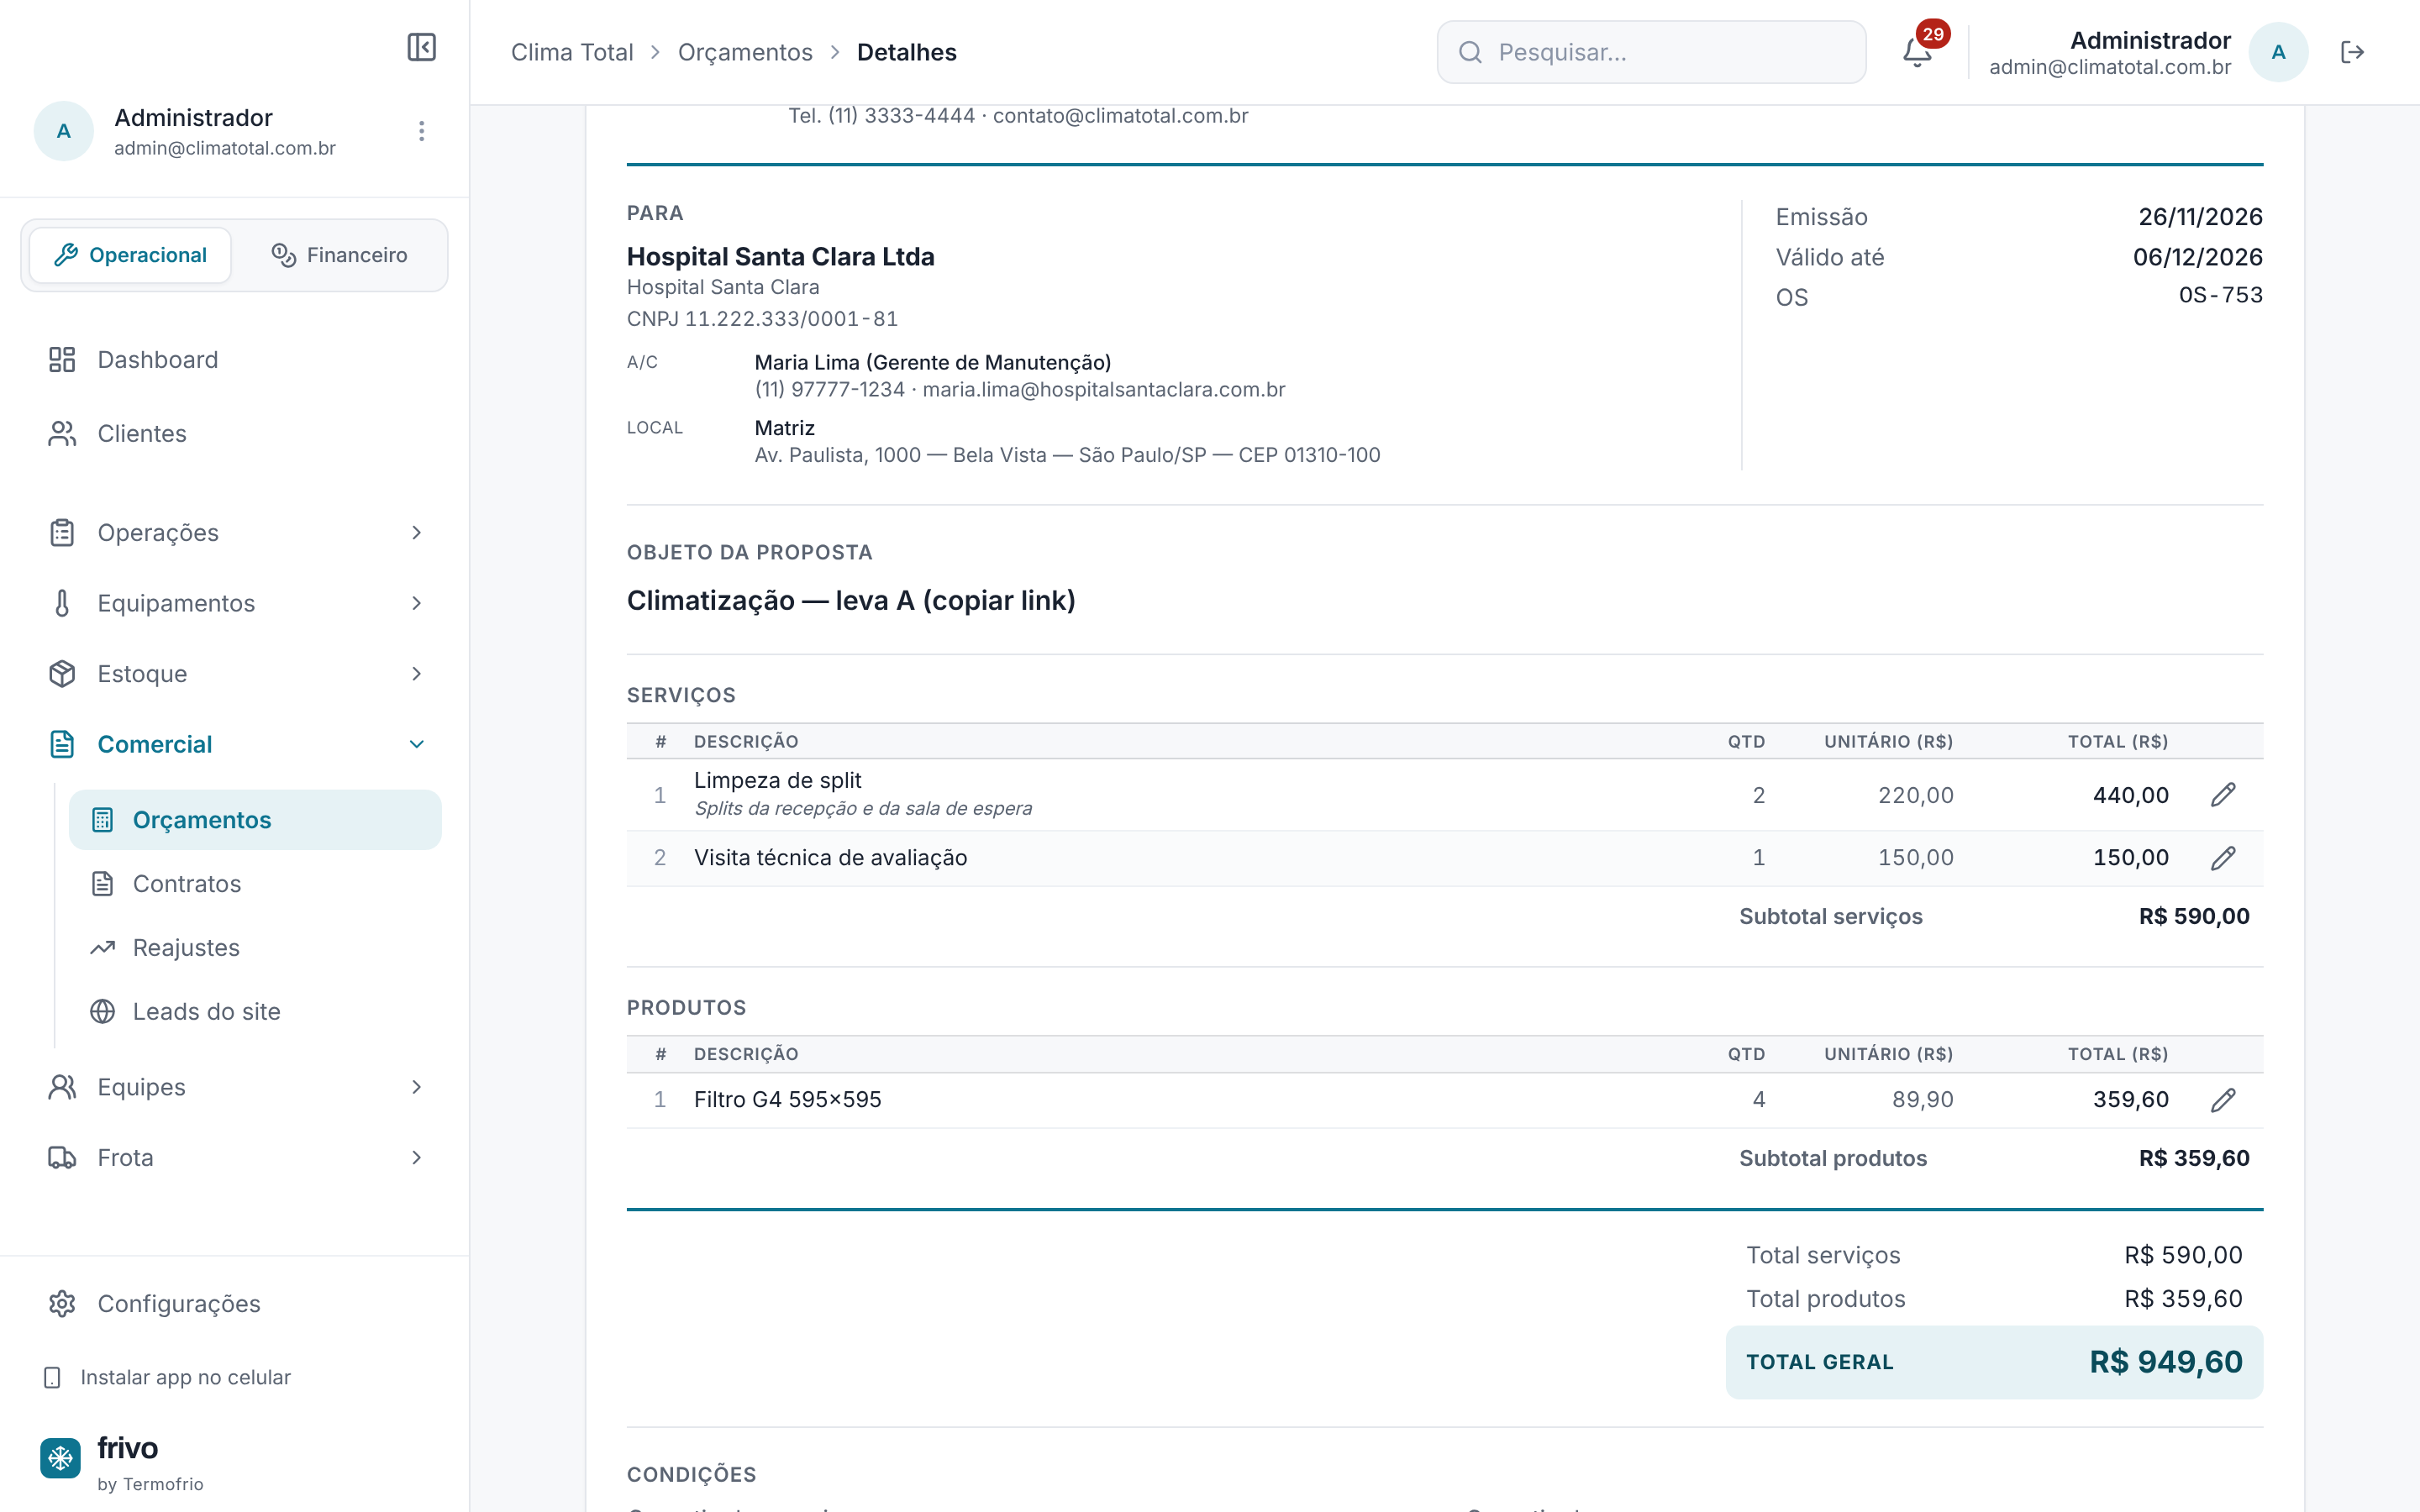 Clima Total > Orçamentos > Detalhes
Pesquisar...
29
Administrador
admin@climatotal.com.br
A
A
Administrador
admin@climatotal.com.br
Operacional
Financeiro
Dashboard
Clientes
Operações
Equipamentos
Estoque
Comercial
Orçamentos
Contratos
Reajustes
Leads do site
Equipes
Frota
Configurações
Instalar app no celular
frivo
by Termofrio
Tel. (11) 3333-4444 · contato@climatotal.com.br
PARA
Hospital Santa Clara Ltda
Hospital Santa Clara
CNPJ 11.222.333/0001-81
A/C Maria Lima (Gerente de Manutenção)
(11) 97777-1234 · maria.lima@hospitalsantaclara.com.br
LOCAL Matriz
Av. Paulista, 1000 — Bela Vista — São Paulo/SP — CEP 01310-100
Emissão 26/11/2026
Válido até 06/12/2026
OS OS-753
OBJETO DA PROPOSTA
Climatização — leva A (copiar link)
SERVIÇOS
# DESCRIÇÃO QTD UNITÁRIO (R$) TOTAL (R$)
1 Limpeza de split 2 220,00 440,00
Splits da recepção e da sala de espera
2 Visita técnica de avaliação 1 150,00 150,00
Subtotal serviços R$ 590,00
PRODUTOS
# DESCRIÇÃO QTD UNITÁRIO (R$) TOTAL (R$)
1 Filtro G4 595×595 4 89,90 359,60
Subtotal produtos R$ 359,60
Total serviços R$ 590,00
Total produtos R$ 359,60
TOTAL GERAL R$ 949,60
CONDIÇÕES